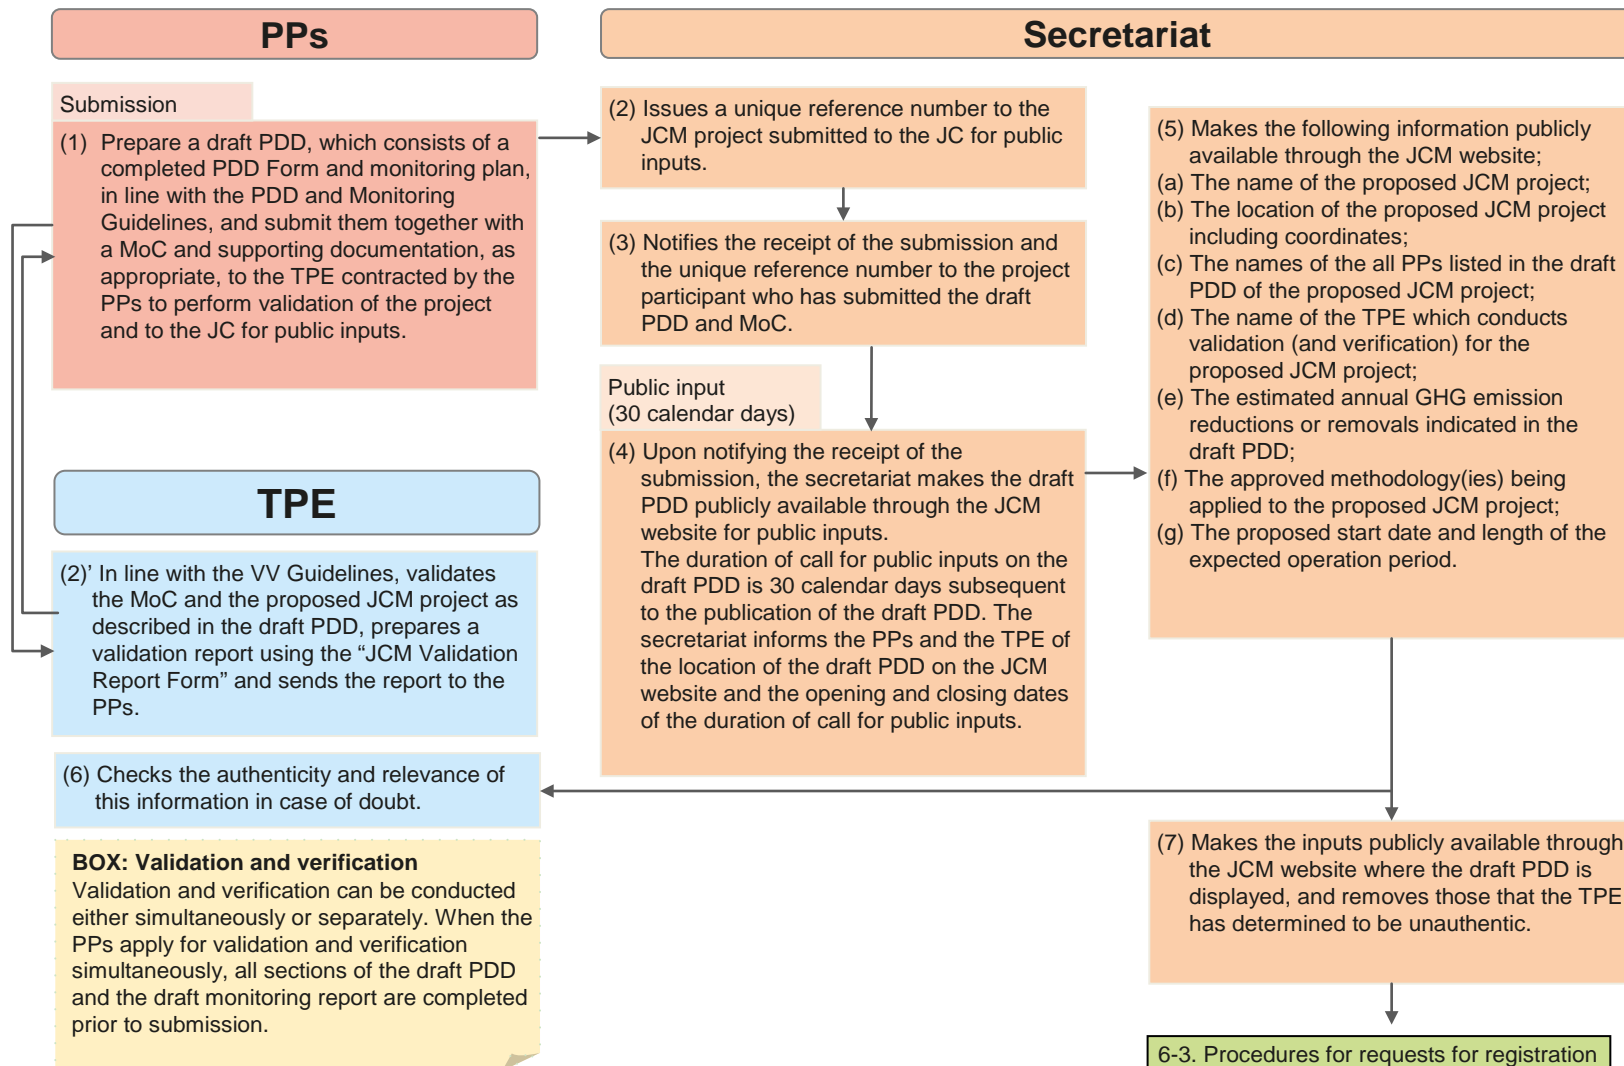 PPs
Submission
(1) Prepare a draft PDD, which consists of a
completed PDD Form and monitoring plan,
in line with the PDD and Monitoring
Guidelines, and submit them together with
a MoC and supporting documentation, as
appropriate, to the TPE contracted by the
PPs to perform validation of the project
and to the JC for public inputs.
TPE
(2)’ In line with the VV Guidelines, validates
the MoC and the proposed JCM project as
described in the draft PDD, prepares a
validation report using the “JCM Validation
Report Form” and sends the report to the
PPs.
(6) Checks the authenticity and relevance of
this information in case of doubt.
BOX: Validation and verification
Validation and verification can be conducted
either simultaneously or separately. When the
PPs apply for validation and verification
simultaneously, all sections of the draft PDD
and the draft monitoring report are completed
prior to submission.
Secretariat
(2) Issues a unique reference number to the
JCM project submitted to the JC for public
inputs.
(3) Notifies the receipt of the submission and
the unique reference number to the project
participant who has submitted the draft
PDD and MoC.
Public input
(30 calendar days)
(4) Upon notifying the receipt of the
submission, the secretariat makes the draft
PDD publicly available through the JCM
website for public inputs.
The duration of call for public inputs on the
draft PDD is 30 calendar days subsequent
to the publication of the draft PDD. The
secretariat informs the PPs and the TPE of
the location of the draft PDD on the JCM
website and the opening and closing dates
of the duration of call for public inputs.
(5) Makes the following information publicly
available through the JCM website;
(a) The name of the proposed JCM project;
(b) The location of the proposed JCM project
including coordinates;
(c) The names of the all PPs listed in the draft
PDD of the proposed JCM project;
(d) The name of the TPE which conducts
validation (and verification) for the
proposed JCM project;
(e) The estimated annual GHG emission
reductions or removals indicated in the
draft PDD;
(f) The approved methodology(ies) being
applied to the proposed JCM project;
(g) The proposed start date and length of the
expected operation period.
(7) Makes the inputs publicly available through
the JCM website where the draft PDD is
displayed, and removes those that the TPE
has determined to be unauthentic.
6-3. Procedures for requests for registration